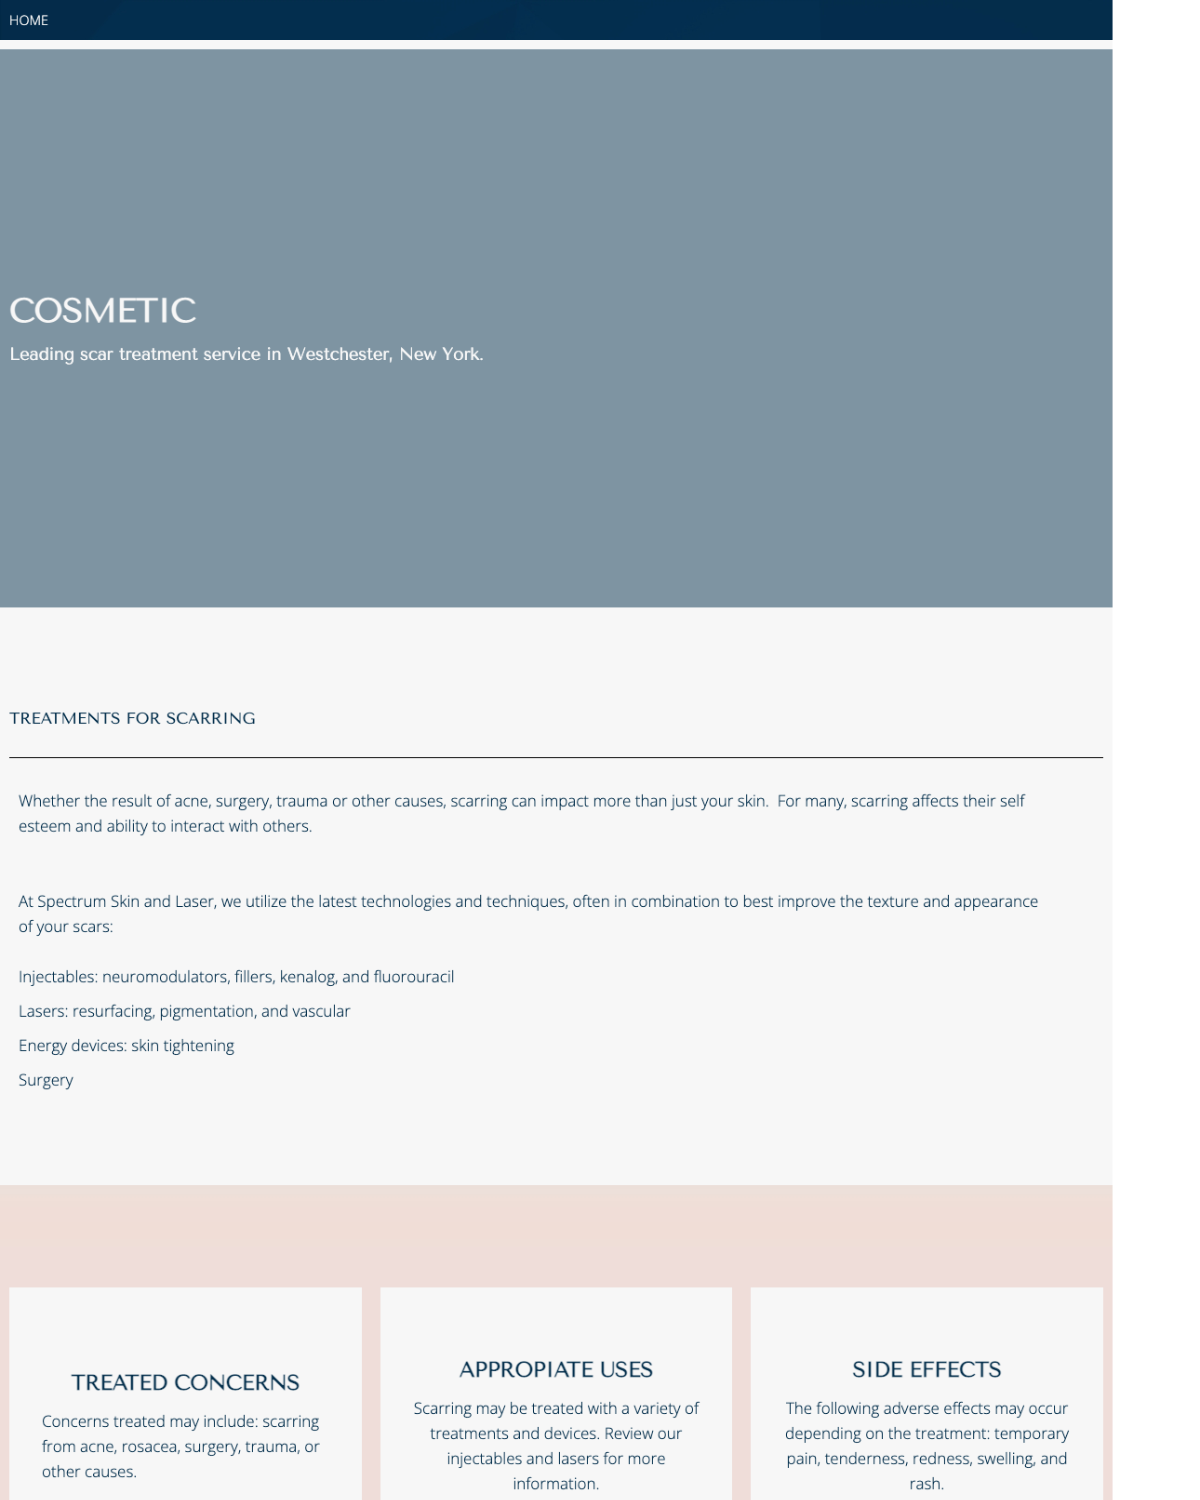 HOME
COSMETIC
Leading scar treatment service in Westchester, New York.
TREATMENTS FOR SCARRING
Whether the result of acne, surgery, trauma or other causes, scarring can impact more than just your skin.  For many, scarring affects their self
esteem and ability to interact with others.
At Spectrum Skin and Laser, we utilize the latest technologies and techniques, often in combination to best improve the texture and appearance
of your scars:
Injectables: neuromodulators, fillers, kenalog, and fluorouracil
Lasers: resurfacing, pigmentation, and vascular
Energy devices: skin tightening
Surgery
TREATED CONCERNS
Concerns treated may include: scarring
from acne, rosacea, surgery, trauma, or
other causes.
APPROPIATE USES
Scarring may be treated with a variety of
treatments and devices. Review our
injectables and lasers for more
information.
SIDE EFFECTS
The following adverse effects may occur
depending on the treatment: temporary
pain, tenderness, redness, swelling, and
rash.